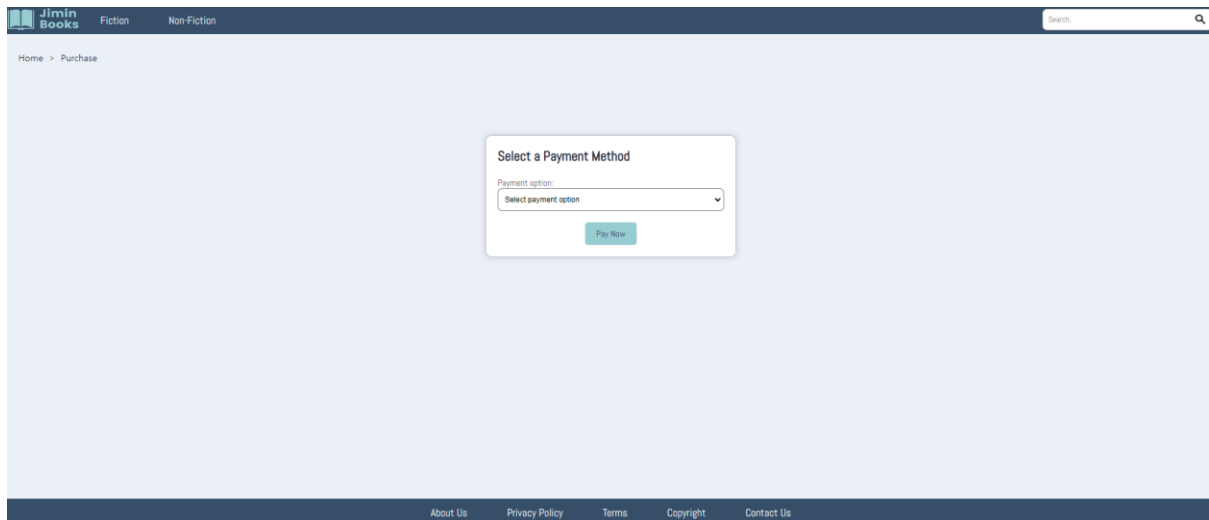 Jimin
Books
Fiction
Non-Fiction
Search..
Home > Purchase
Select a Payment Method
Payment option:
Select payment option
Pay Now
About Us
Privacy Policy
Terms
Copyright
Contact Us